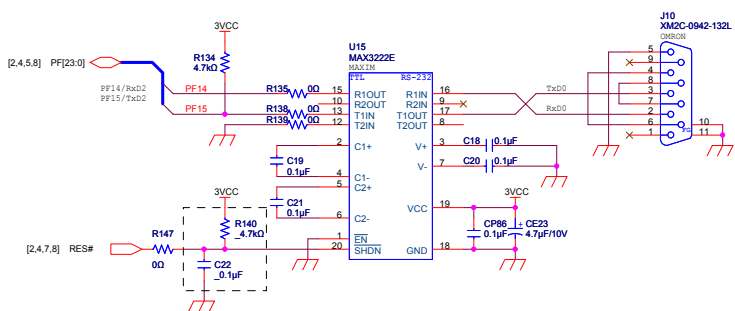 J10
XM2C-0942-132L
OMRON
3VCC
U15
MAX3222E
MAXIM
[2,4,5,8] PF[23:0]
R134
4.7kΩ
TTL RS-232
5
9
4
8
3
7
2
6
1
FG
10
11
PF14/RxD2
PF15/TxD2
PF14
PF15
R135 0Ω
R138 0Ω
R139 0Ω
15 R1OUT R1IN 16
10 R2OUT R2IN 9
13 T1IN T1OUT 17
12 T2IN T2OUT 8
TxD0
RxD0
2 C1+ V+ 3
C18 0.1µF
C19
0.1µF
4 C1-
5 C2+
V- 7
C20 0.1µF
C21
0.1µF
6 C2-
3VCC
3VCC
VCC 19
R140
_4.7kΩ
CP86
0.1µF
CE23
4.7µF/10V
+
[2,4,7,8] RES#
R147
0Ω
1 EN
20 SHDN
GND 18
C22
_0.1µF